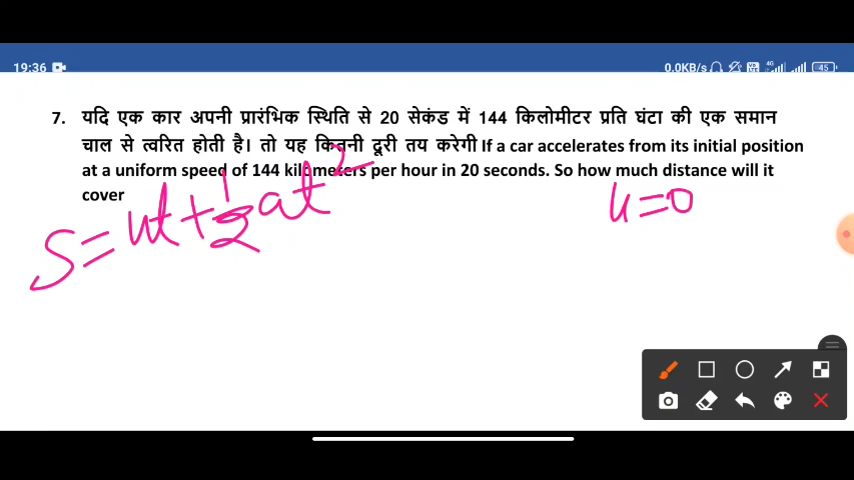 19:36
0.0KB/s 4G 45
7. यदि एक कार अपनी प्रारंभिक स्थिति से 20 सेकंड में 144 किलोमीटर प्रति घंटा की एक समान
चाल से त्वरित होती है। तो यह कितनी दूरी तय करेगी If a car accelerates from its initial position
at a uniform speed of 144 kilometers per hour in 20 seconds. So how much distance will it
cover
u=0
S=ut+½at²